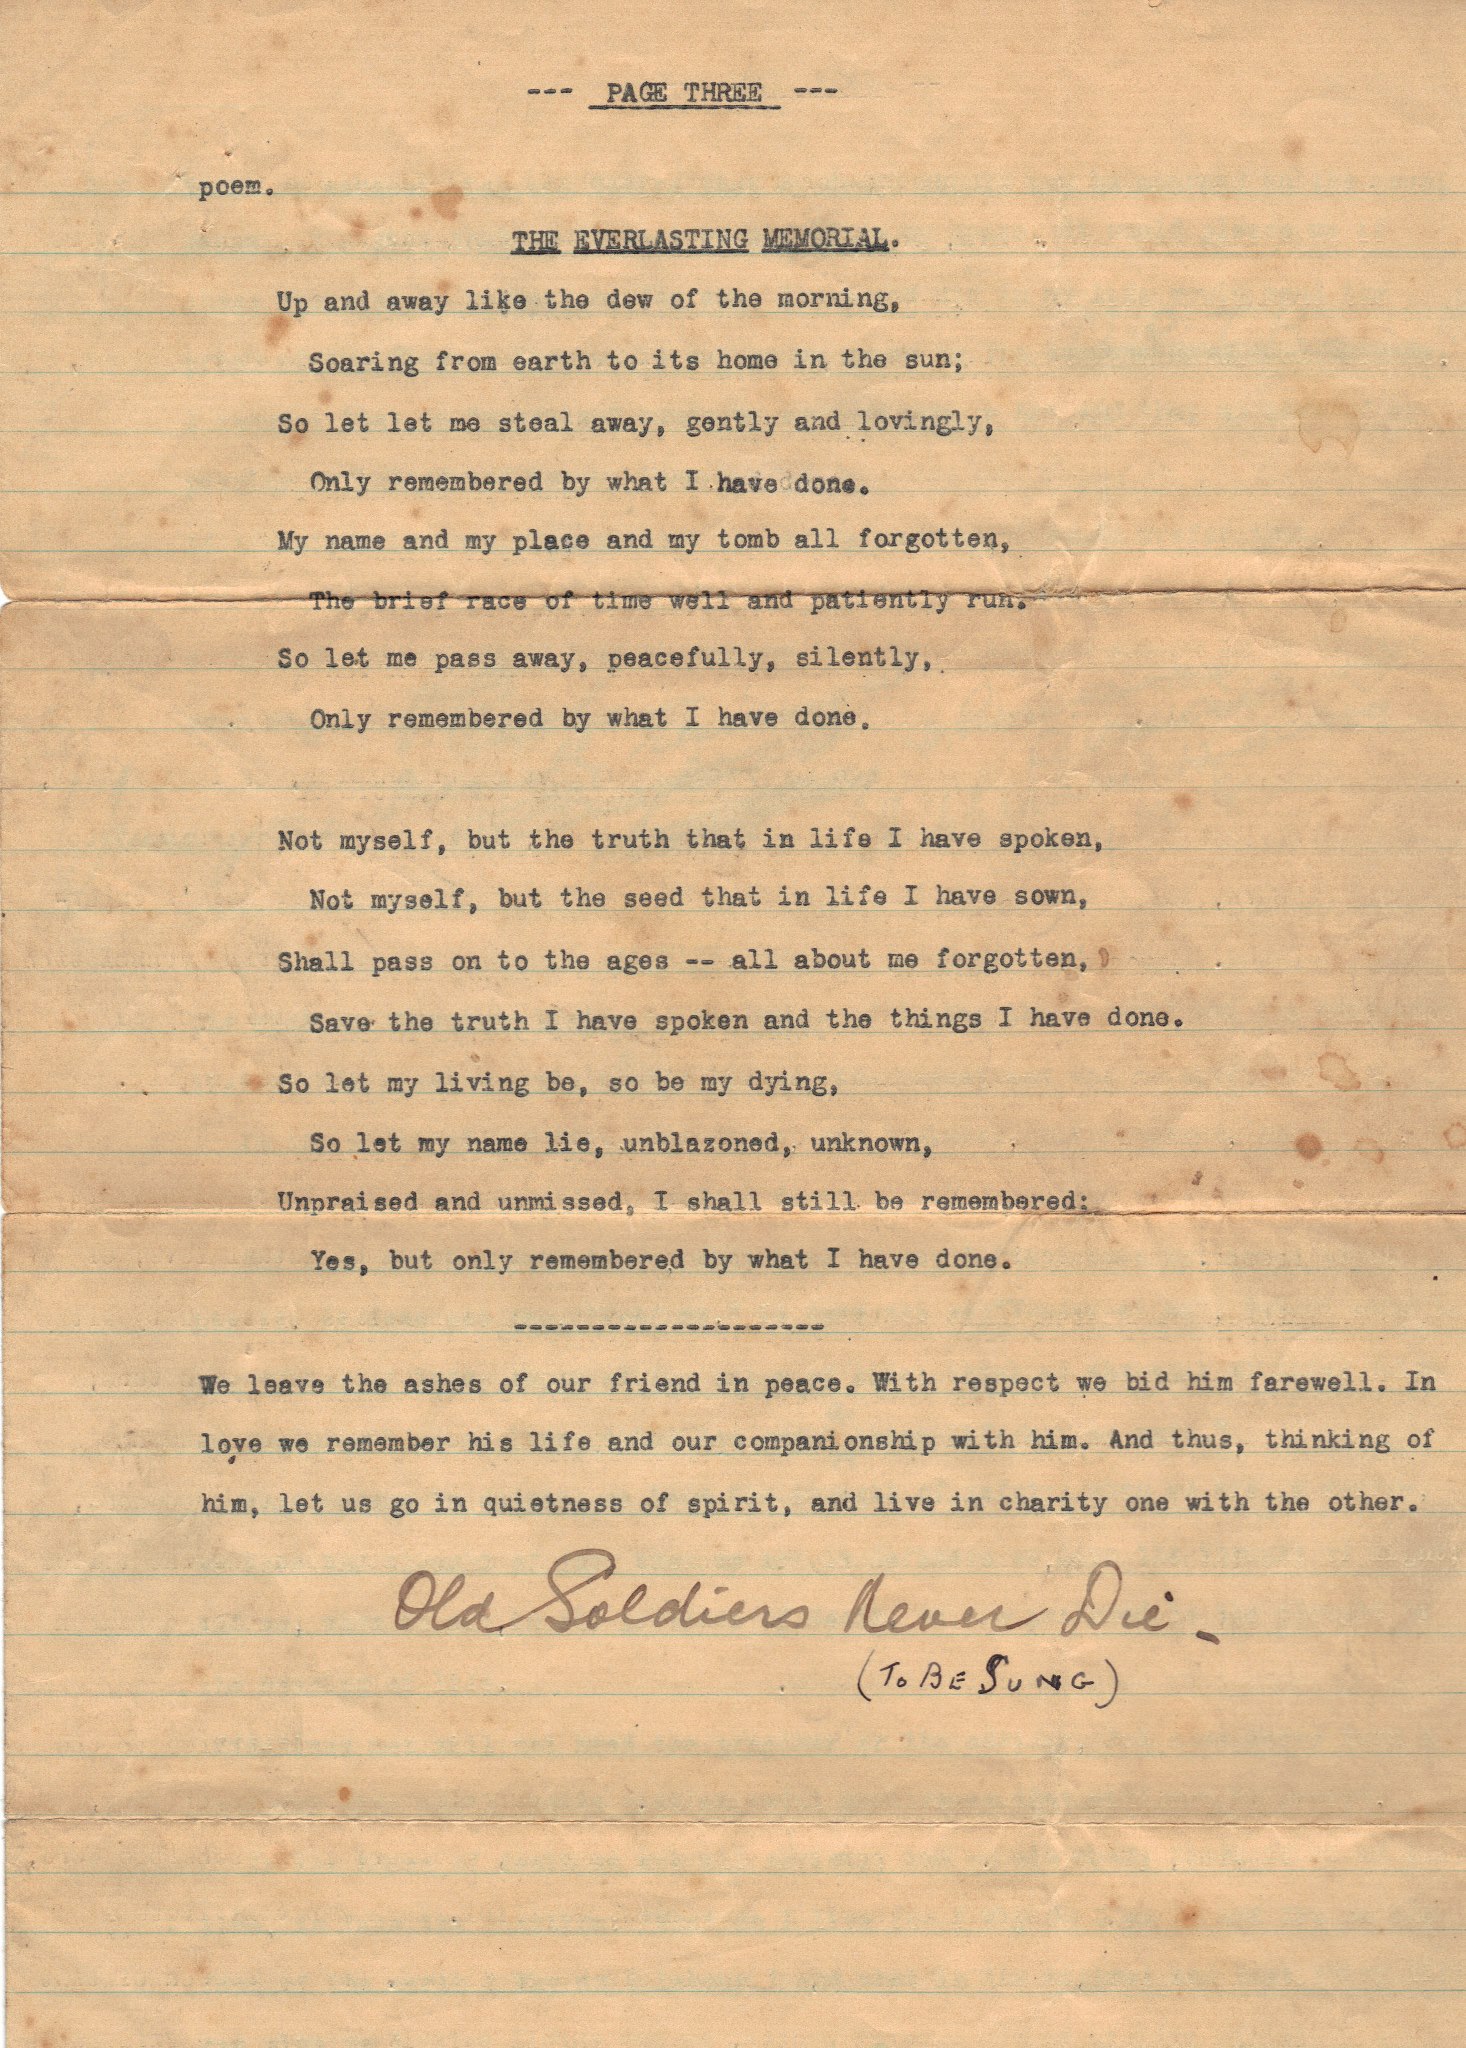 --- PAGE THREE ---
poem.
THE EVERLASTING MEMORIAL.
Up and away like the dew of the morning,
Soaring from earth to its home in the sun;
So let let me steal away, gently and lovingly,
Only remembered by what I have done.
My name and my place and my tomb all forgotten,
The brief race of time well and patiently run.
So let me pass away, peacefully, silently,
Only remembered by what I have done.
Not myself, but the truth that in life I have spoken,
Not myself, but the seed that in life I have sown,
Shall pass on to the ages -- all about me forgotten,
Save the truth I have spoken and the things I have done.
So let my living be, so be my dying,
So let my name lie, unblazoned, unknown,
Unpraised and unmissed, I shall still be remembered:
Yes, but only remembered by what I have done.
--------------------
We leave the ashes of our friend in peace. With respect we bid him farewell. In
love we remember his life and our companionship with him. And thus, thinking of
him, let us go in quietness of spirit, and live in charity one with the other.
Old Soldiers Never Die -
(TO BE SUNG)